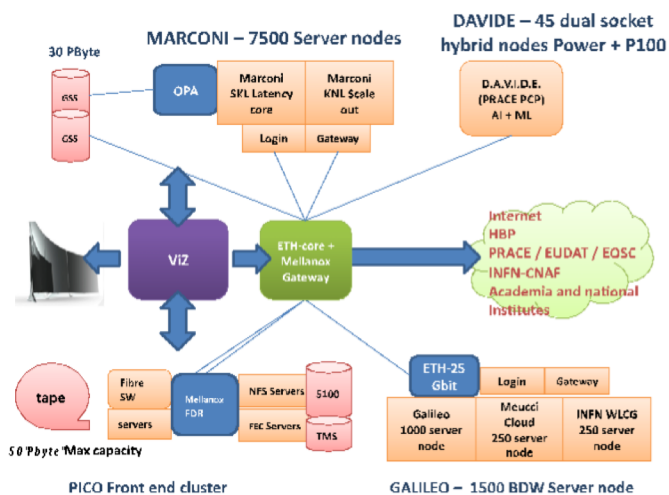 MARCONI – 7500 Server nodes
DAVIDE – 45 dual socket
hybrid nodes Power + P100
30 PByte
GSS
GSS
OPA
Marconi
SKL Latency
core
Marconi
KNL Scale
out
Login
Gateway
D.A.V.I.D.E.
(PRACE PCP)
AI + ML
ViZ
ETH-core +
Mellanox
Gateway
Internet
HBP
PRACE / EUDAT / EOSC
INFN-CNAF
Academia and national
Institutes
tape
50 Pbyte Max capacity
Fibre
SW
servers
Mellanox
FDR
NFS Servers
FEC Servers
5100
TMS
ETH-25
Gbit
Login
Gateway
Galileo
1000 server
node
Meucci
Cloud
250 server
node
INFN WLCG
250 server
node
PICO Front end cluster
GALILEO – 1500 BDW Server node